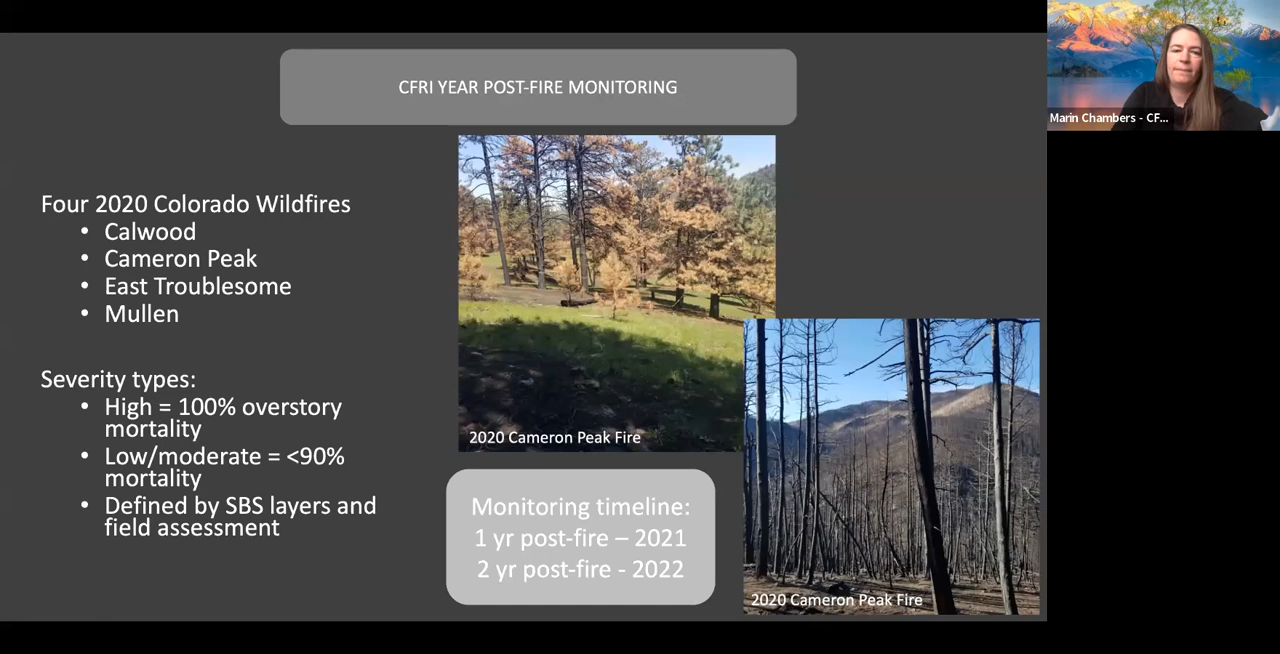 CFRI YEAR POST-FIRE MONITORING
Marin Chambers - CF...
Four 2020 Colorado Wildfires
• Calwood
• Cameron Peak
• East Troublesome
• Mullen
Severity types:
• High = 100% overstory
mortality
• Low/moderate = <90%
mortality
• Defined by SBS layers and
field assessment
2020 Cameron Peak Fire
Monitoring timeline:
1 yr post-fire – 2021
2 yr post-fire - 2022
2020 Cameron Peak Fire